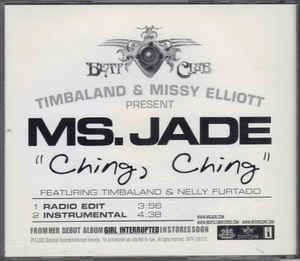 BEAT CLUB
TIMBALAND & MISSY ELLIOTT
PRESENT
MS. JADE
"Ching, Ching"
FEATURING TIMBALAND & NELLY FURTADO
1 RADIO EDIT 3:56
2 INSTRUMENTAL 4:38
FROM HER DEBUT ALBUM GIRL INTERRUPTED IN STORES SOON